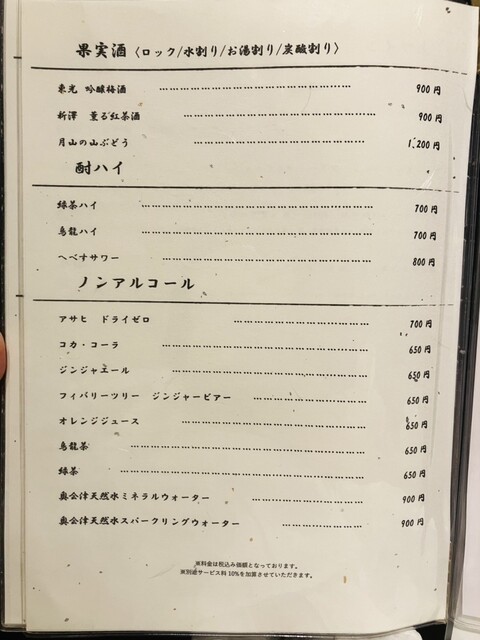 果実酒〈ロック/水割り/お湯割り/炭酸割り〉
東光 吟醸梅酒 ………………………………………………… 900円
新澤 薫る紅茶酒 ………………………………………… 900円
月山の山ぶどう ……………………………………… 1,200円
酎ハイ
緑茶ハイ ……………………………………………………… 700円
烏龍ハイ ……………………………………………………… 700円
へべすサワー ……………………………………………… 800円
ノンアルコール
アサヒ ドライゼロ ……………………………… 700円
コカ・コーラ ………………………………………………… 650円
ジンジャエール ……………………………………………… 650円
フィバリーツリー ジンジャービアー ………………………… 650円
オレンジジュース …………………………………………… 650円
烏龍茶 ………………………………………………………… 650円
緑茶 …………………………………………………………… 650円
奥会津天然水ミネラルウォーター ………………………… 900円
奥会津天然水スパークリングウォーター ………………… 900円
※料金は税込み価額となっております。
※別途サービス料10%を加算させていただきます。